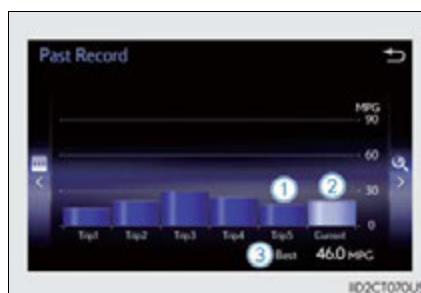 Past Record
MPG
90
60
30
0
1
2
Trip1 Trip2 Trip3 Trip4 Trip5 Current
3 Best 46.0 MPG
IID2CT070US